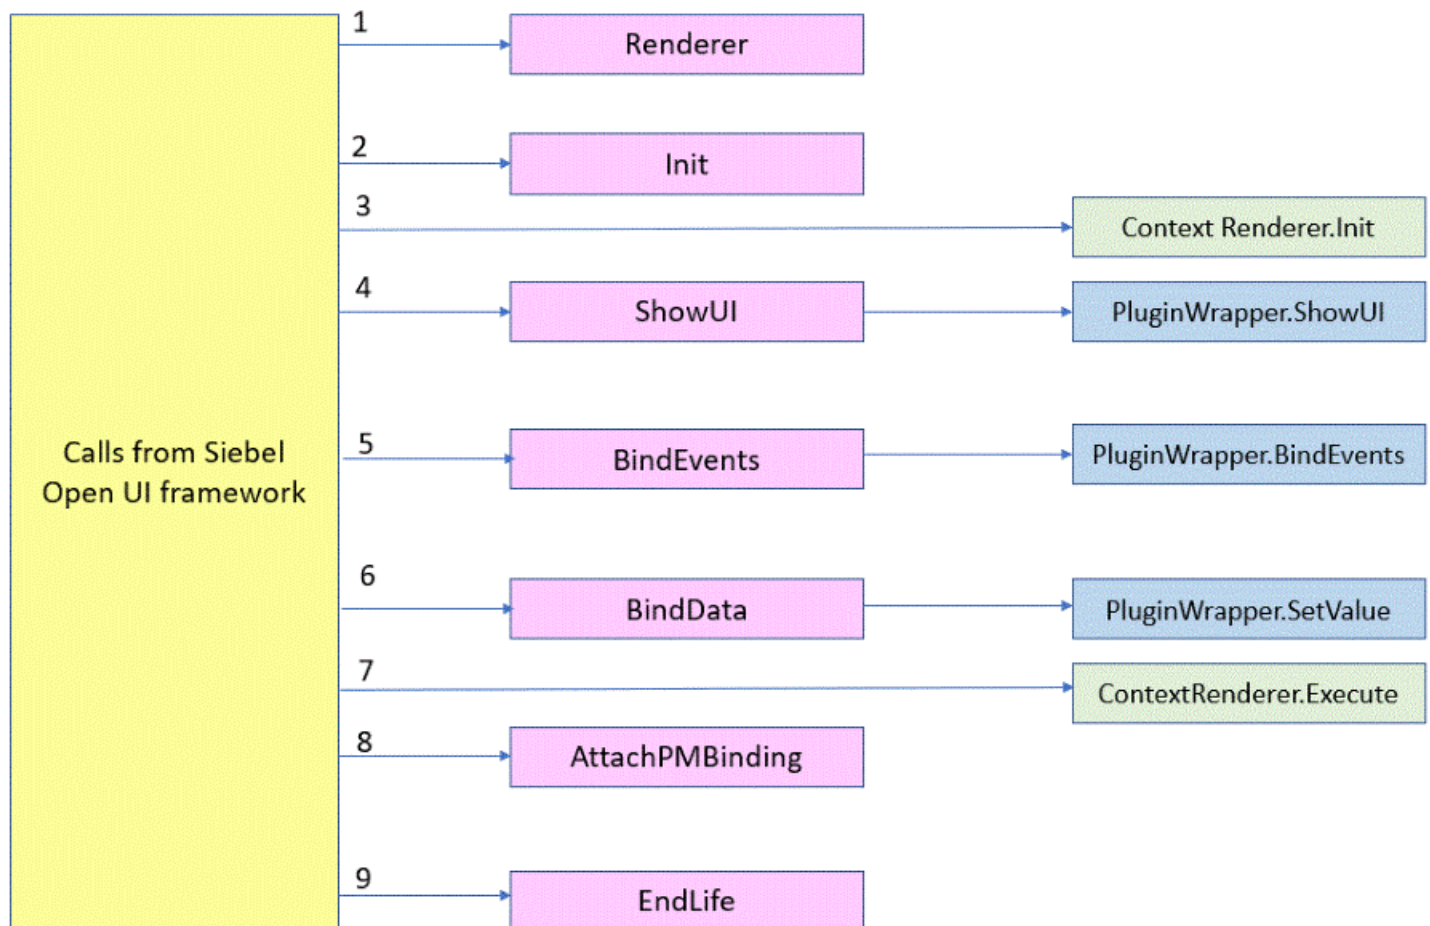 1
Renderer
2
Init
3
Context Renderer.Init
4
ShowUI
PluginWrapper.ShowUI
Calls from Siebel
Open UI framework
5
BindEvents
PluginWrapper.BindEvents
6
BindData
PluginWrapper.SetValue
7
ContextRenderer.Execute
8
AttachPMBinding
9
EndLife